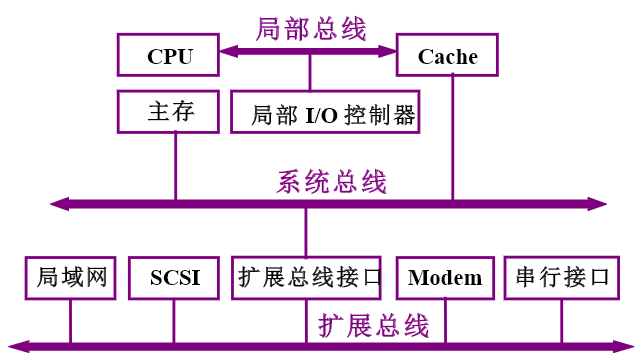 局部总线
CPU
Cache
主存
局部 I/O 控制器
系统总线
局域网
SCSI
扩展总线接口
Modem
串行接口
扩展总线